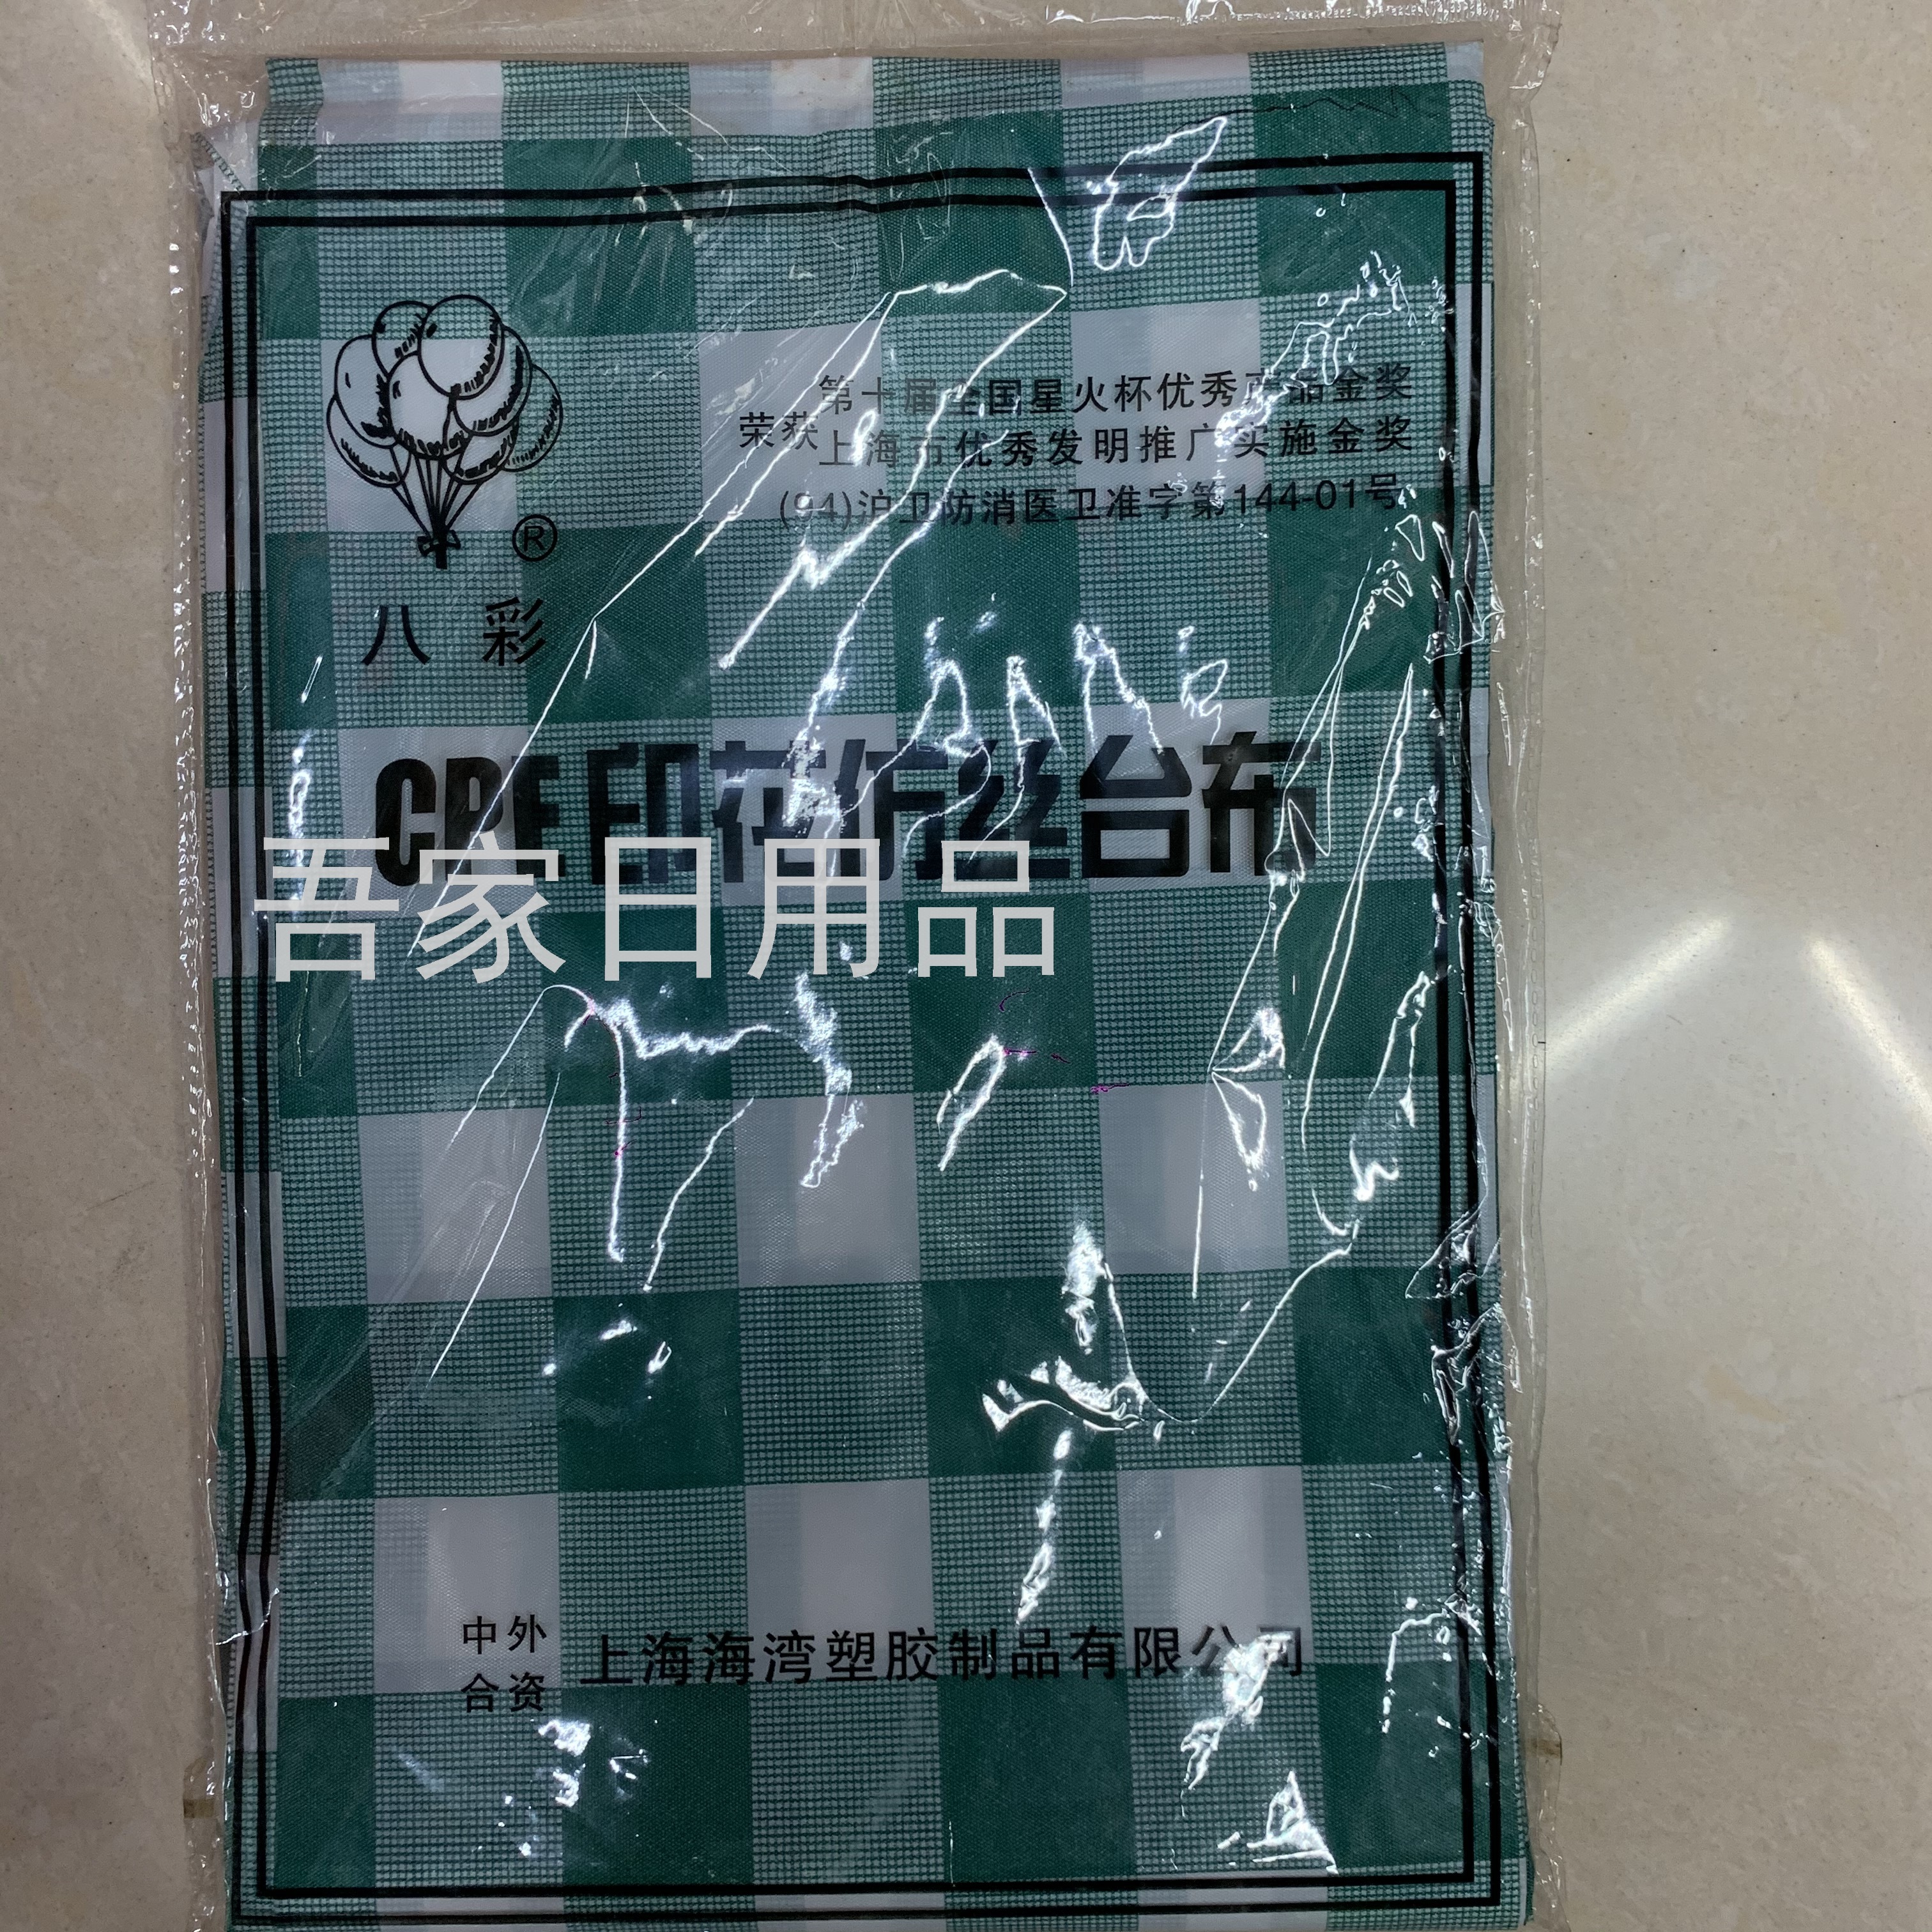 第十届全国星火杯优秀产品金奖
荣获
上海市优秀发明推广实施金奖
(94)沪卫防消医卫准字第144-01号
®
八彩
CPE印花仿丝台布
吾家日用品
中外
合资
上海海湾塑胶制品有限公司